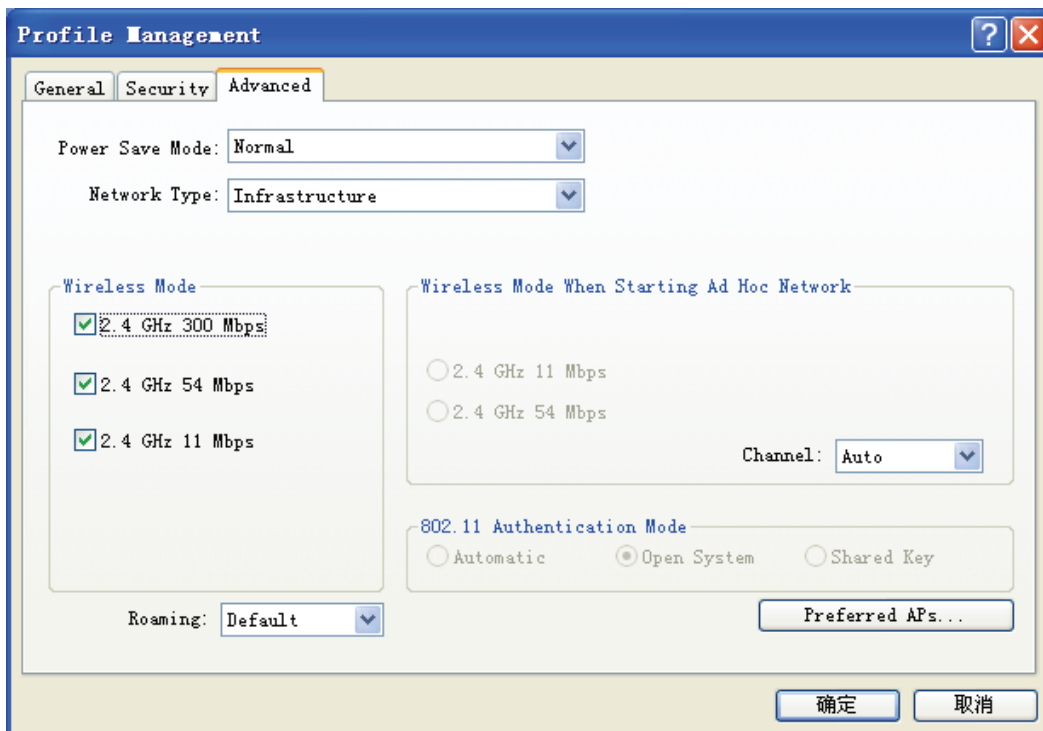 Profile Management
General Security Advanced
Power Save Mode: Normal
Network Type: Infrastructure
Wireless Mode
2.4 GHz 300 Mbps
2.4 GHz 54 Mbps
2.4 GHz 11 Mbps
Wireless Mode When Starting Ad Hoc Network
2.4 GHz 11 Mbps
2.4 GHz 54 Mbps
Channel: Auto
802.11 Authentication Mode
Automatic Open System Shared Key
Roaming: Default
Preferred APs...
确定 取消